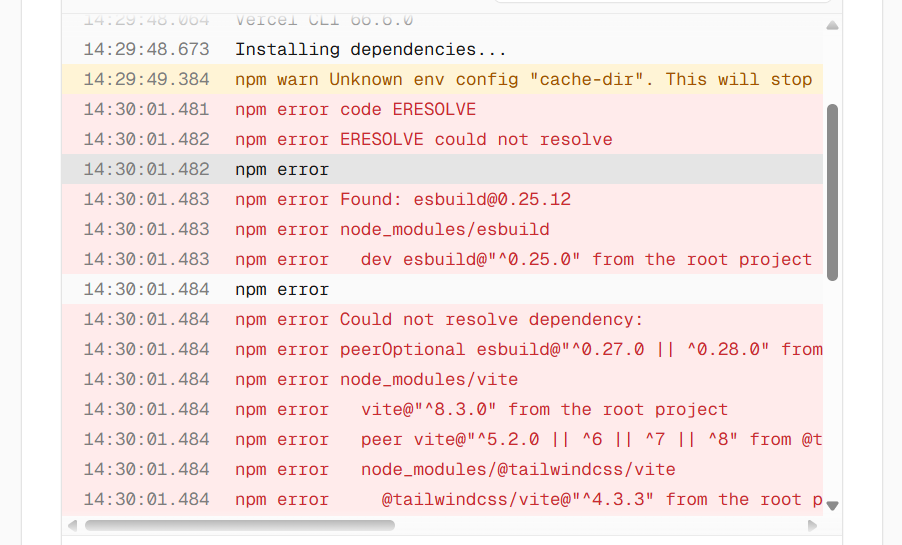 14:29:48.064 Vercel CLI
14:29:48.673 Installing dependencies...
14:29:49.384 npm warn Unknown env config "cache-dir". This will stop
14:30:01.481 npm error code ERESOLVE
14:30:01.482 npm error ERESOLVE could not resolve
14:30:01.482 npm error
14:30:01.483 npm error Found: esbuild@0.25.12
14:30:01.483 npm error node_modules/esbuild
14:30:01.483 npm error   dev esbuild@"^0.25.0" from the root project
14:30:01.484 npm error
14:30:01.484 npm error Could not resolve dependency:
14:30:01.484 npm error peerOptional esbuild@"^0.27.0 || ^0.28.0" from
14:30:01.484 npm error node_modules/vite
14:30:01.484 npm error   vite@"^8.3.0" from the root project
14:30:01.484 npm error   peer vite@"^5.2.0 || ^6 || ^7 || ^8" from @t
14:30:01.484 npm error   node_modules/@tailwindcss/vite
14:30:01.484 npm error     @tailwindcss/vite@"^4.3.3" from the root p